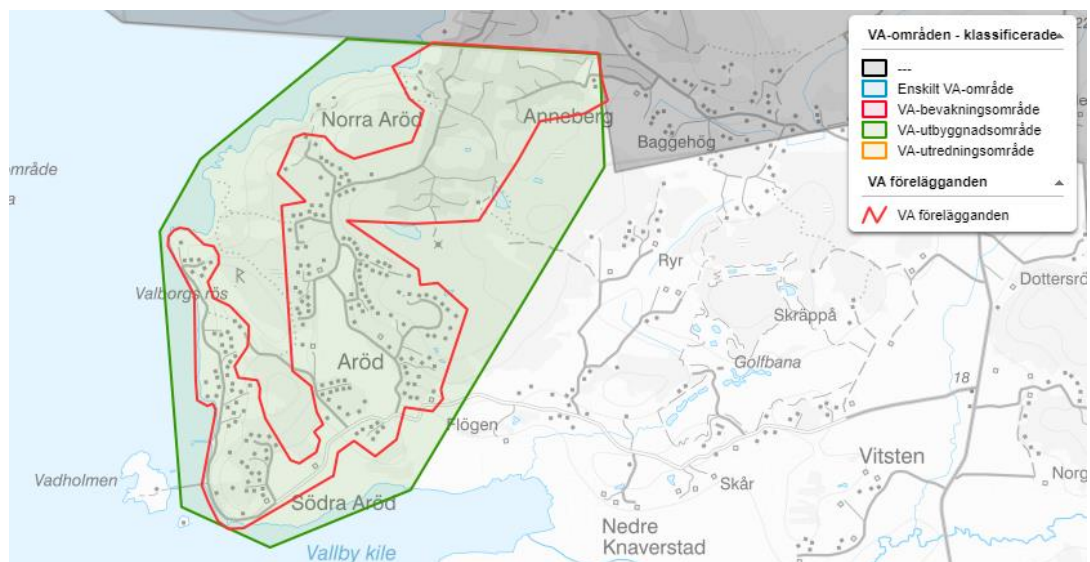 VA-områden - klassificerade
---
Enskilt VA-område
VA-bevakningsområde
VA-utbyggnadsområde
VA-utredningsområde
VA förelägganden
VA förelägganden
22
Norra Aröd
Anneberg
Baggehög
område
a
R
Valborgs rös
Ryr
Dottersrö
Skräppå
Aröd
Golfbana
18
Flögen
Vitsten
Vadholmen
Skår
Norg
Södra Aröd
Nedre
Knaverstad
Vallby kile